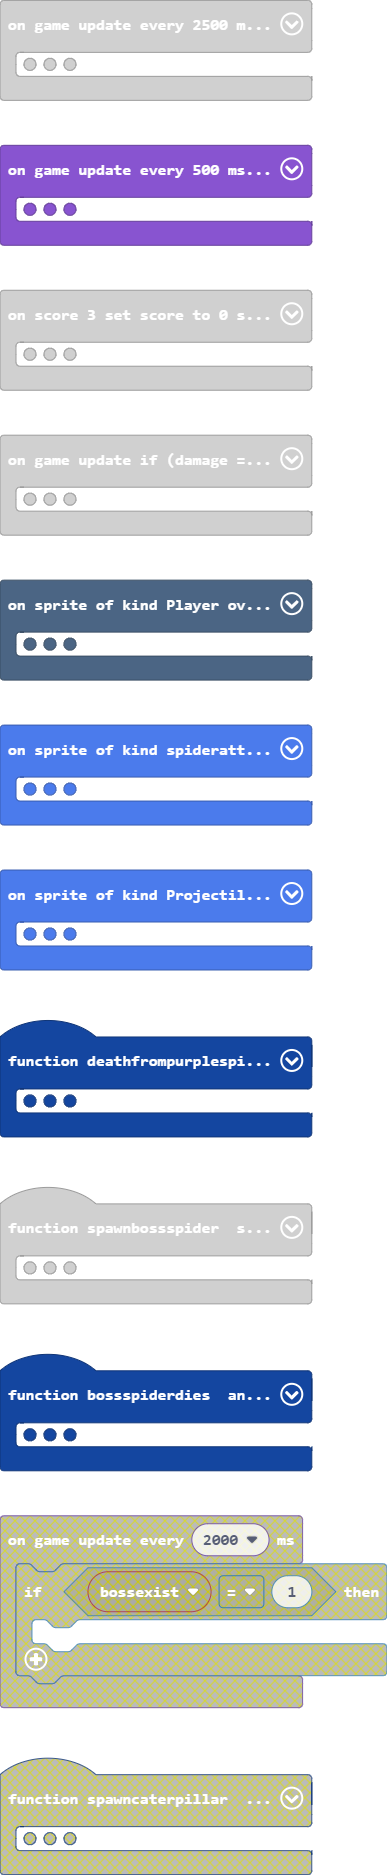 on game update every 2500 m...
on game update every 500 ms...
on score 3 set score to 0 s...
on game update if (damage =...
on sprite of kind Player ov...
on sprite of kind spideratt...
on sprite of kind Projectil...
function deathfrompurplespi...
function spawnbossspider s...
function bossspiderdies an...
on game update every 2000 ms
if bossexist = 1 then
function spawncaterpillar ...